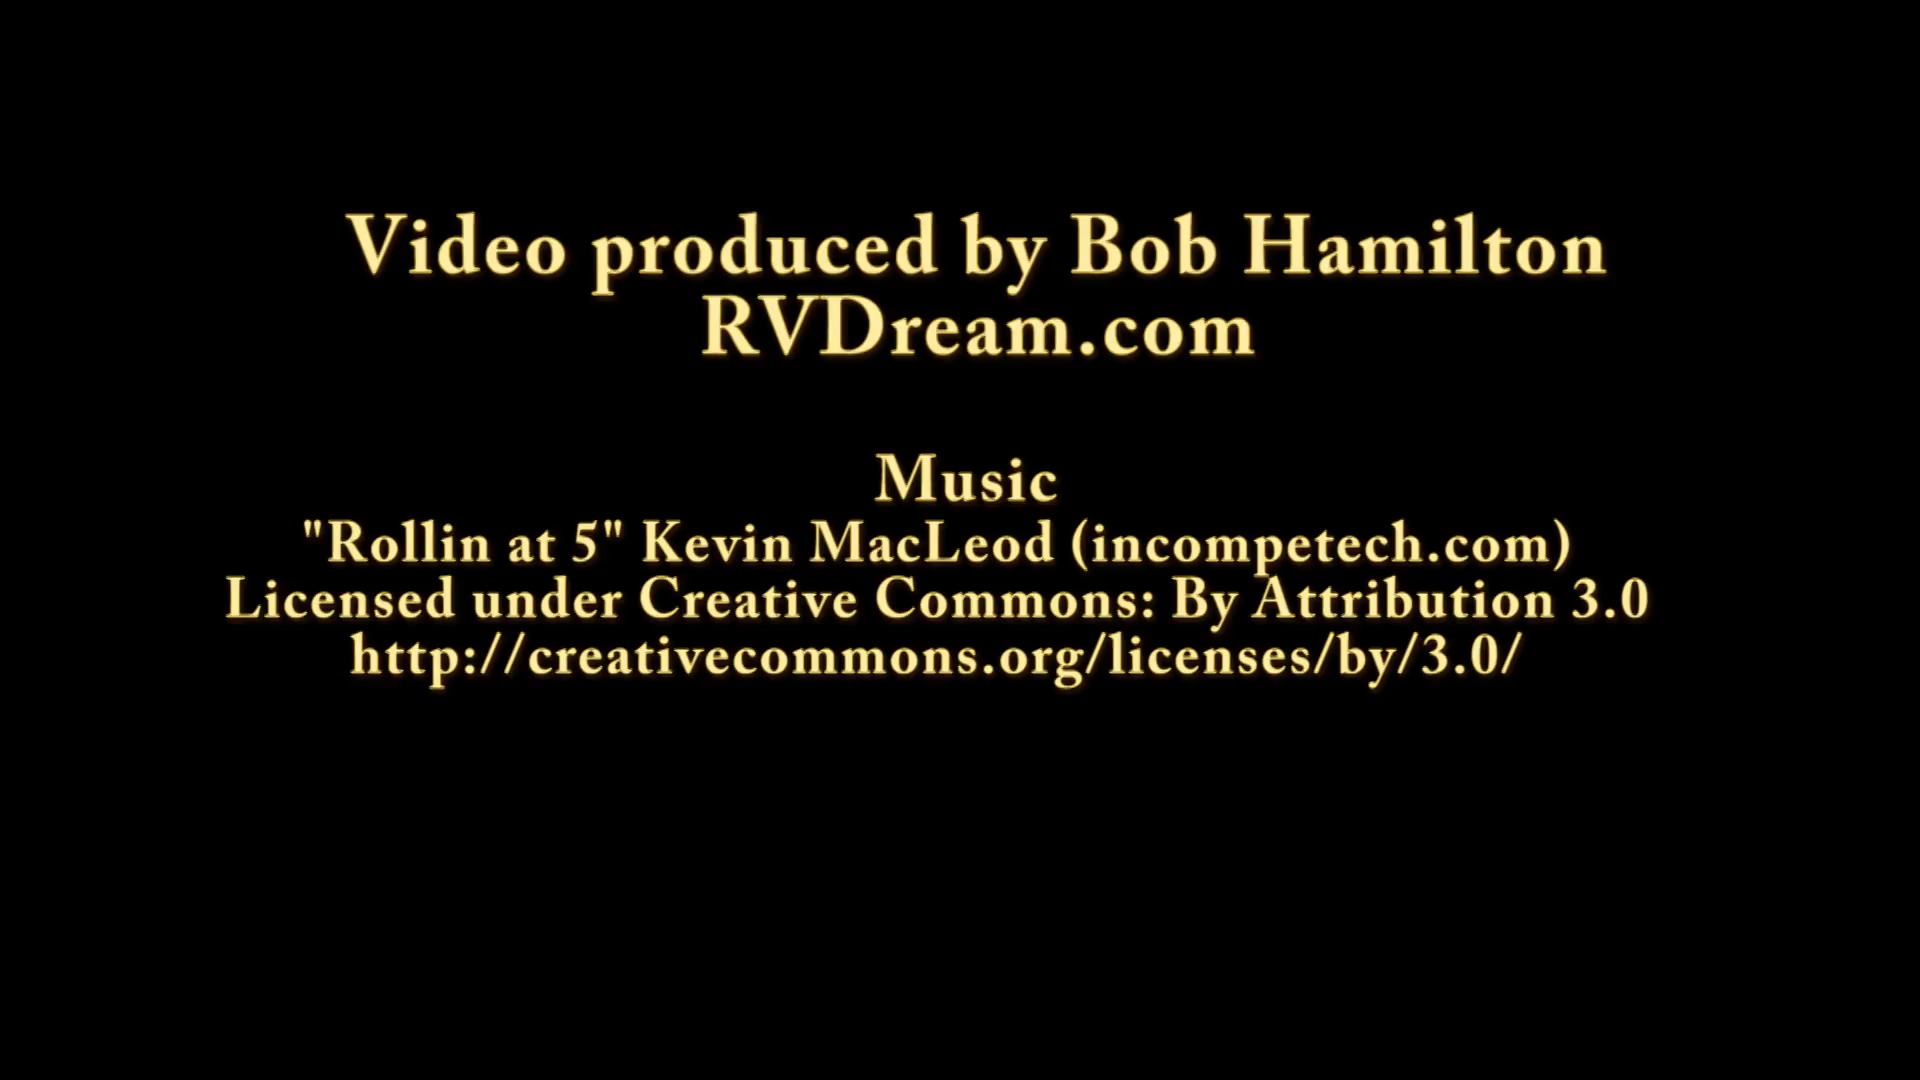 Video produced by Bob Hamilton
RVDream.com
Music
"Rollin at 5" Kevin MacLeod (incompetech.com)
Licensed under Creative Commons: By Attribution 3.0
http://creativecommons.org/licenses/by/3.0/